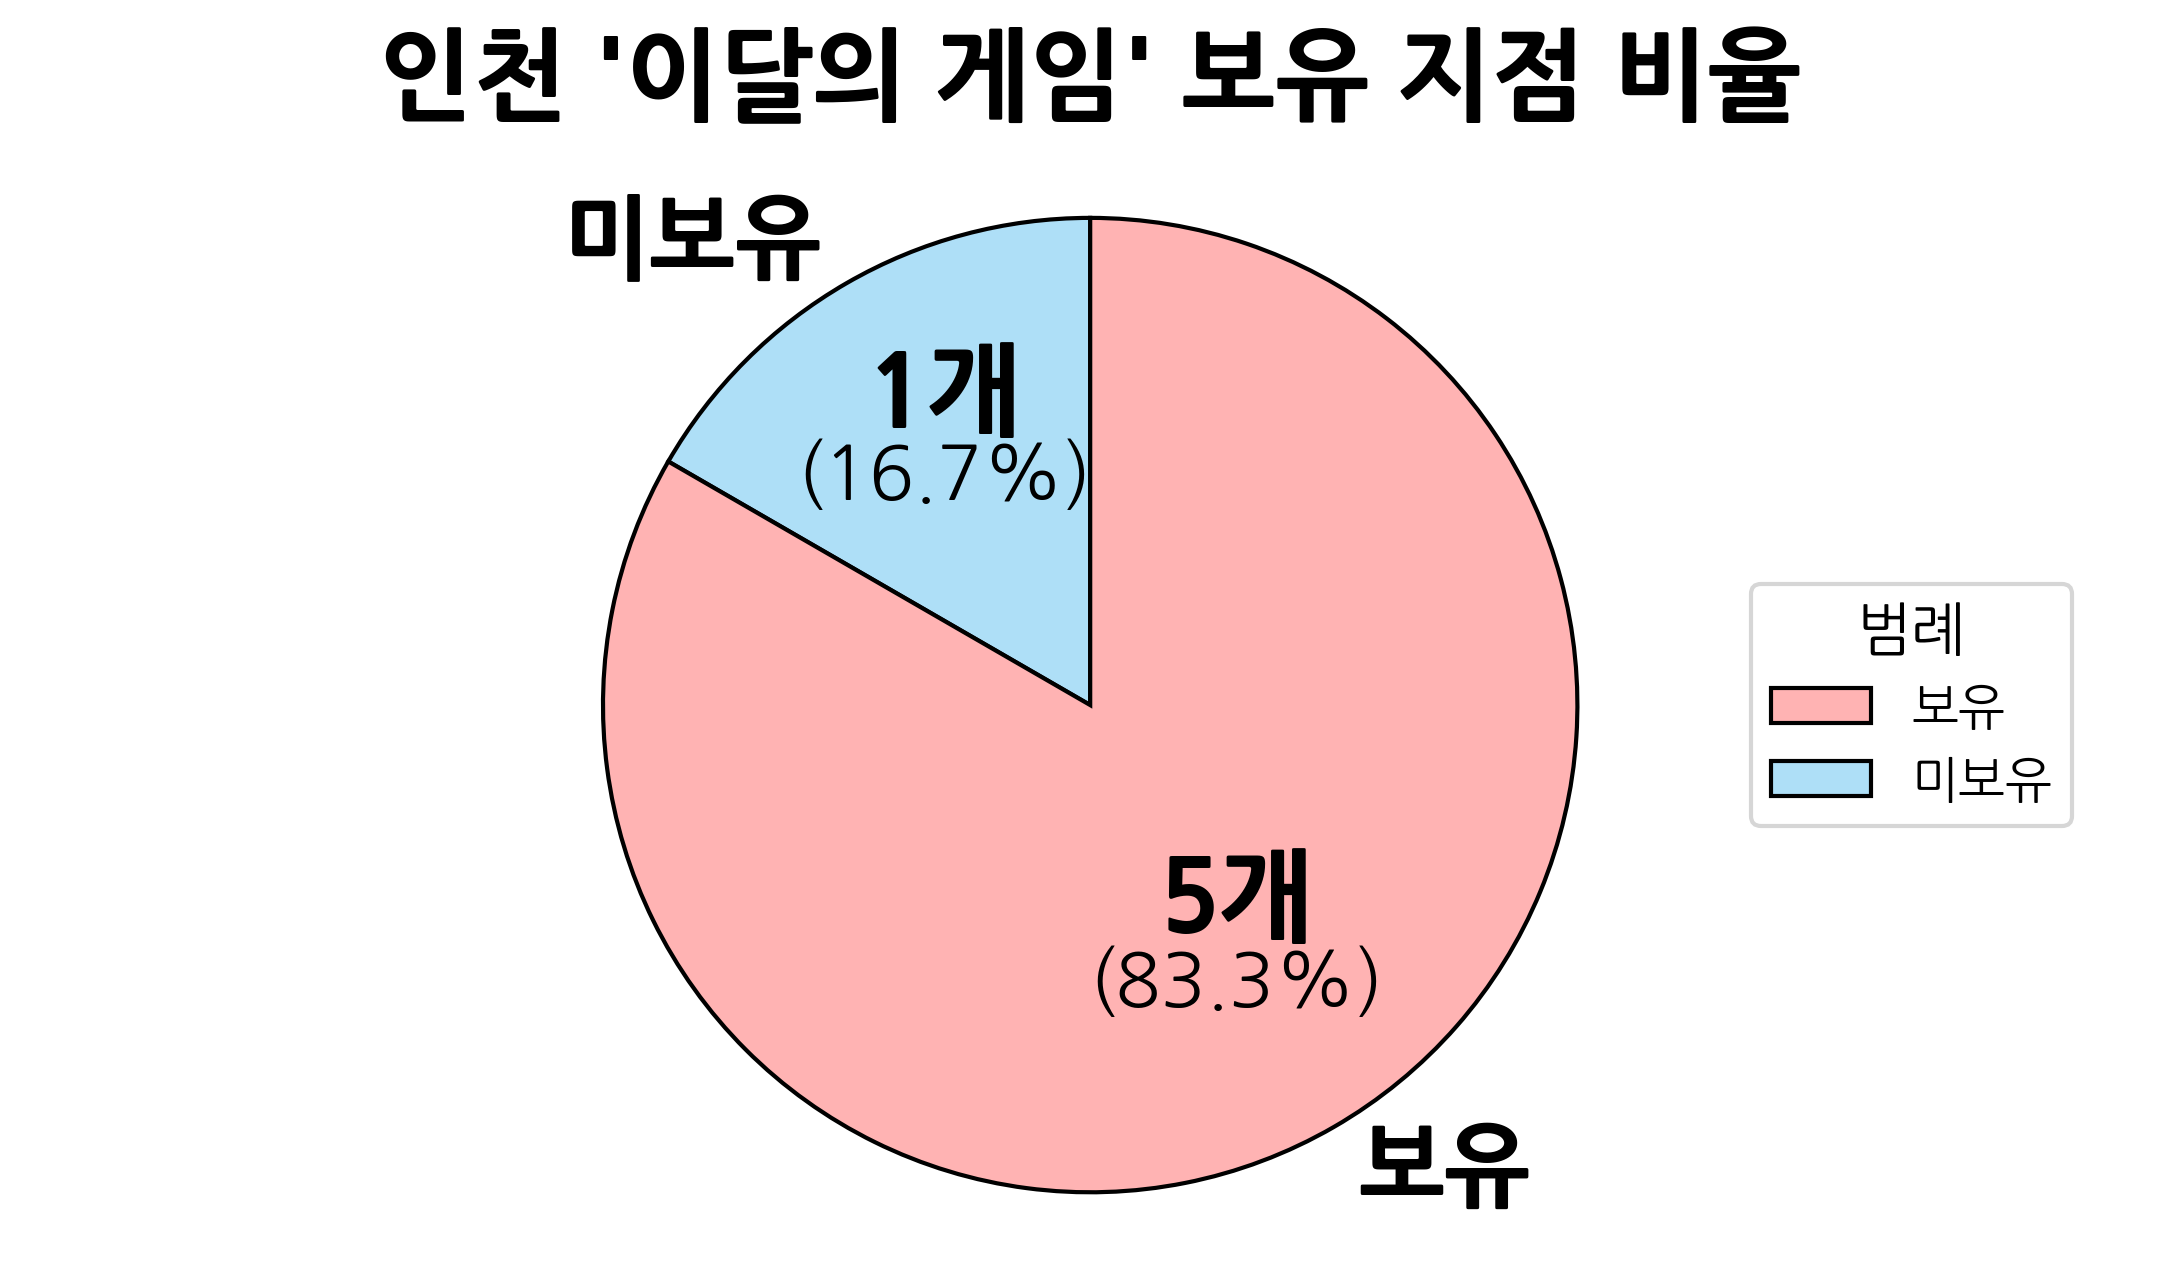 인천 '이달의 게임' 보유 지점 비율
미보유
1개
(16.7%)
5개
(83.3%)
보유
범례
보유
미보유